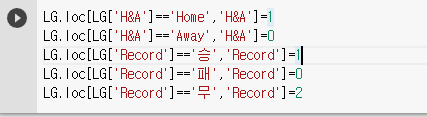 LG.loc[LG['H&A']=='Home','H&A']=1
LG.loc[LG['H&A']=='Away','H&A']=0
LG.loc[LG['Record']=='승','Record']=1
LG.loc[LG['Record']=='패','Record']=0
LG.loc[LG['Record']=='무','Record']=2